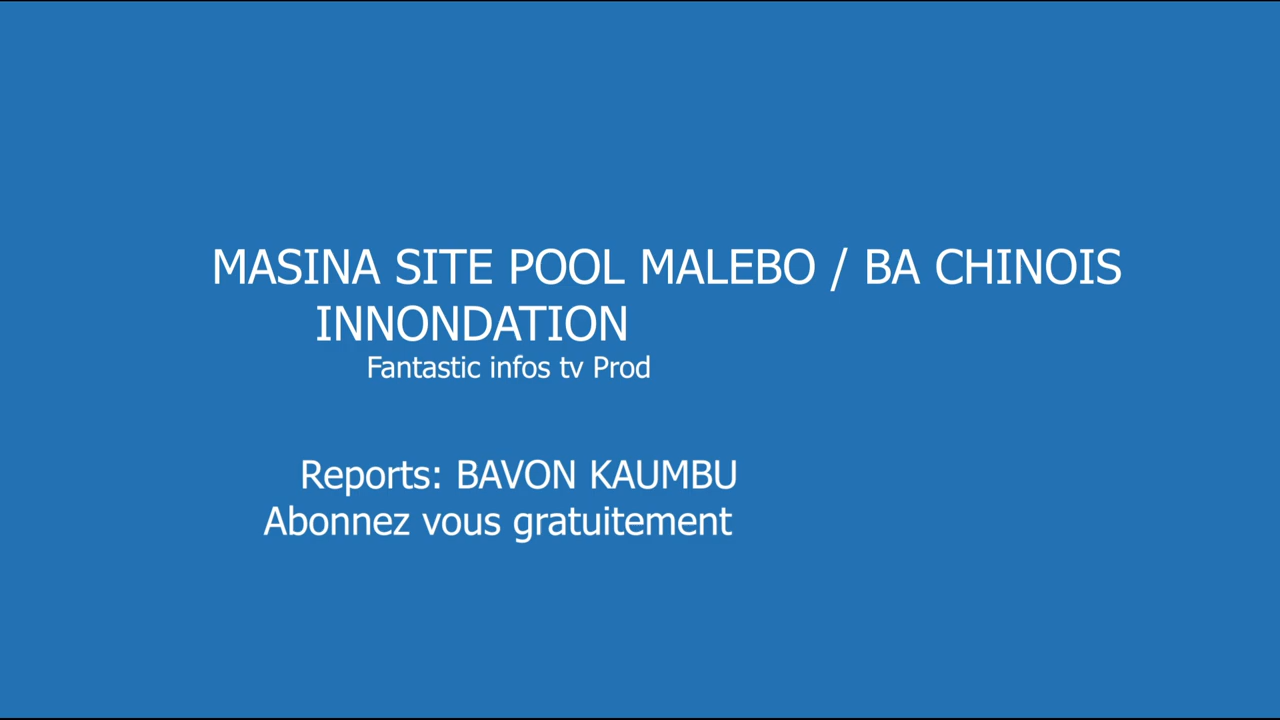 MASINA SITE POOL MALEBO / BA CHINOIS
INNONDATION
Fantastic infos tv Prod
Reports: BAVON KAUMBU
Abonnez vous gratuitement